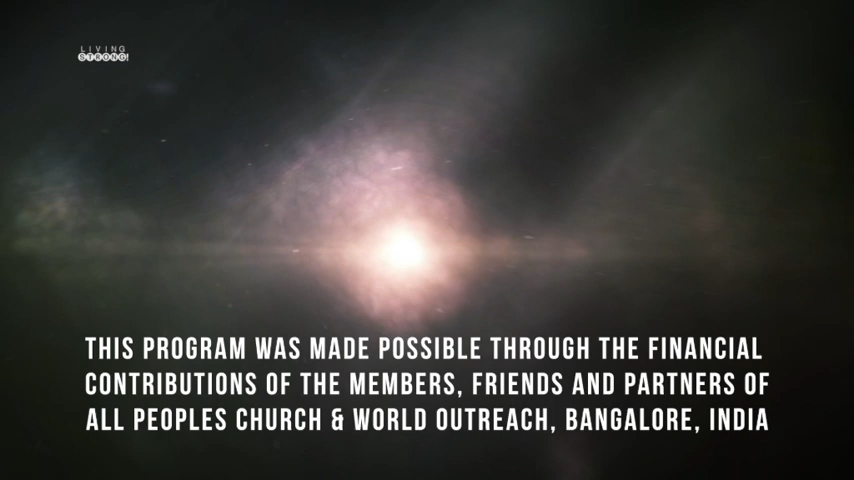 LIVING
STRONG!
THIS PROGRAM WAS MADE POSSIBLE THROUGH THE FINANCIAL
CONTRIBUTIONS OF THE MEMBERS, FRIENDS AND PARTNERS OF
ALL PEOPLES CHURCH & WORLD OUTREACH, BANGALORE, INDIA